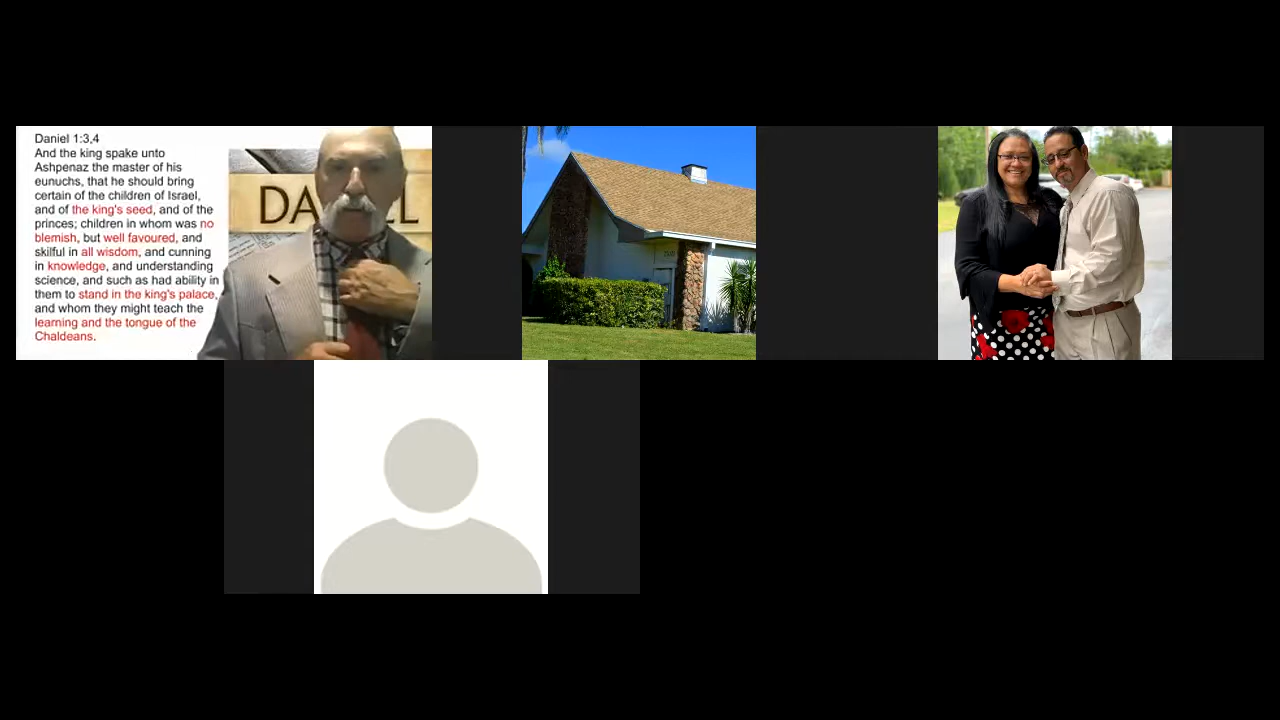 Daniel 1:3,4
And the king spake unto
Ashpenaz the master of his
eunuchs, that he should bring
certain of the children of Israel,
and of the king's seed, and of the
princes; children in whom was no
blemish, but well favoured, and
skilful in all wisdom, and cunning
in knowledge, and understanding
science, and such as had ability in
them to stand in the king's palace,
and whom they might teach the
learning and the tongue of the
Chaldeans.
DA L